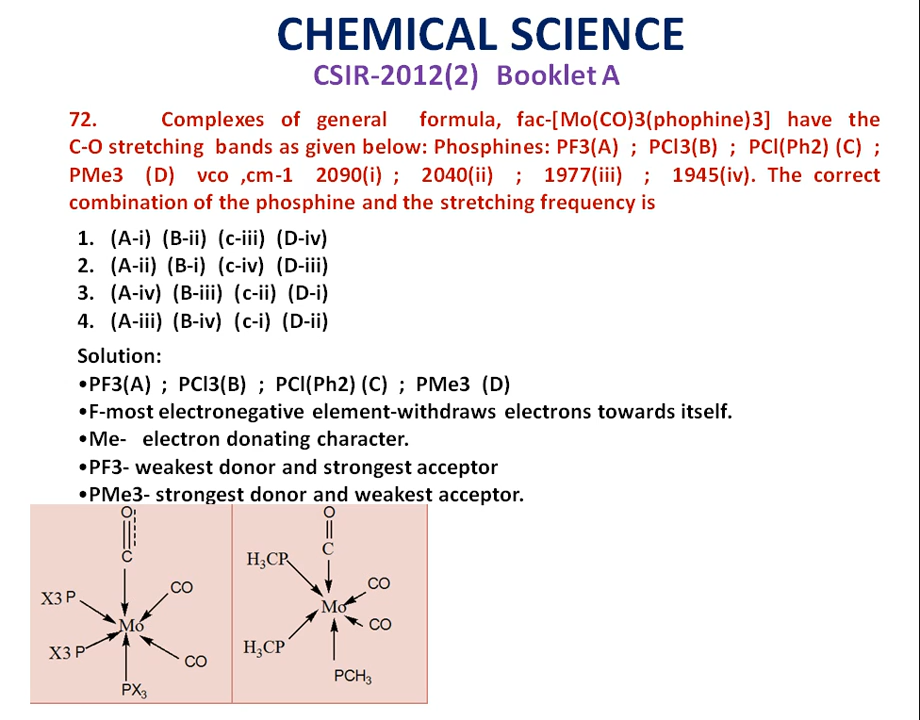 CHEMICAL SCIENCE
CSIR-2012(2) Booklet A
72. Complexes of general formula, fac-[Mo(CO)3(phophine)3] have the
C-O stretching bands as given below: Phosphines: PF3(A) ; PCl3(B) ; PCl(Ph2) (C) ;
PMe3 (D) νco ,cm-1 2090(i) ; 2040(ii) ; 1977(iii) ; 1945(iv). The correct
combination of the phosphine and the stretching frequency is
1. (A-i) (B-ii) (c-iii) (D-iv)
2. (A-ii) (B-i) (c-iv) (D-iii)
3. (A-iv) (B-iii) (c-ii) (D-i)
4. (A-iii) (B-iv) (c-i) (D-ii)
Solution:
•PF3(A) ; PCl3(B) ; PCl(Ph2) (C) ; PMe3 (D)
•F-most electronegative element-withdraws electrons towards itself.
•Me- electron donating character.
•PF3- weakest donor and strongest acceptor
•PMe3- strongest donor and weakest acceptor.
O
C
X3 P
CO
Mo
X3 P
CO
PX3
O
C
H3CP
CO
Mo
CO
H3CP
PCH3